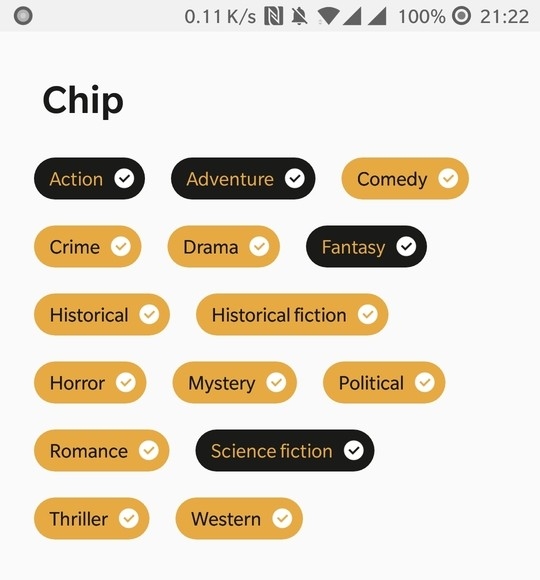 0.11 K/s 100% 21:22
Chip
Action Adventure Comedy
Crime Drama Fantasy
Historical Historical fiction
Horror Mystery Political
Romance Science fiction
Thriller Western